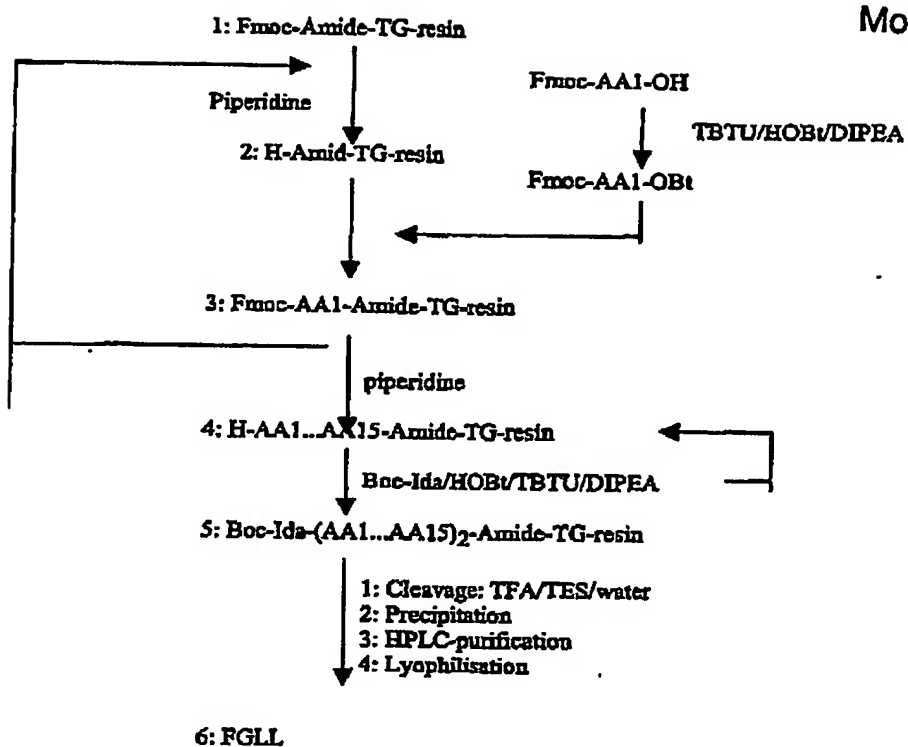 Mo
1: Fmoc-Amide-TG-resin
Piperidine
Fmoc-AA1-OH
TBTU/HOBt/DIPEA
2: H-Amid-TG-resin
Fmoc-AA1-OBt
3: Fmoc-AA1-Amide-TG-resin
piperidine
4: H-AA1...AA15-Amide-TG-resin
Boc-Ida/HOBt/TBTU/DIPEA
5: Boc-Ida-(AA1...AA15)2-Amide-TG-resin
1: Cleavage: TFA/TES/water
2: Precipitation
3: HPLC-purification
4: Lyophilisation
6: FGLL